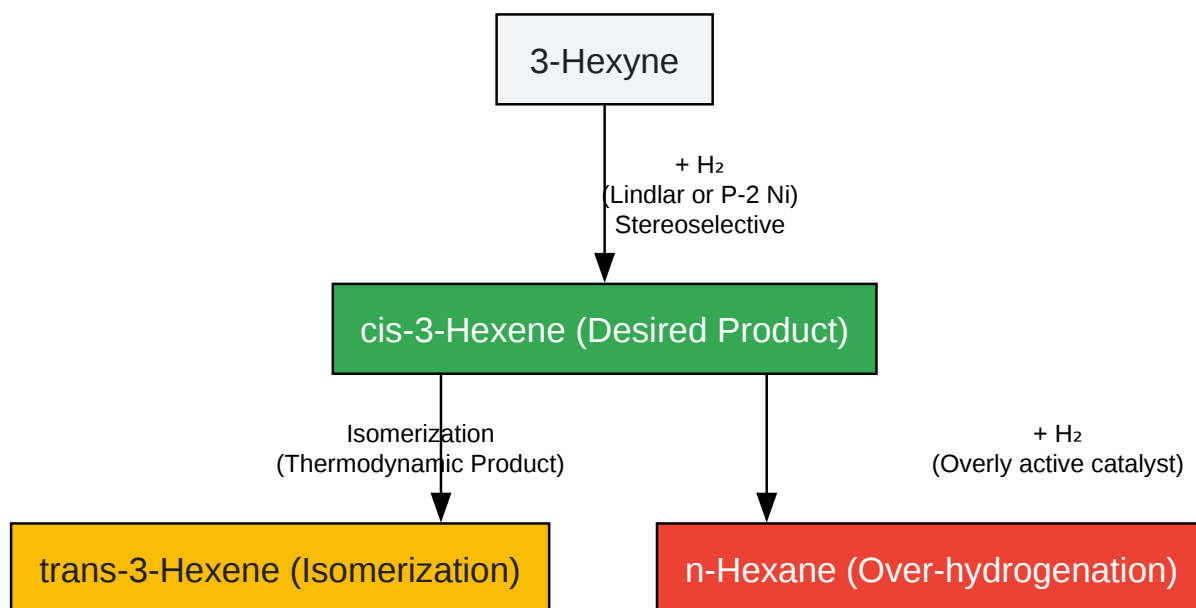 3-Hexyne
+ H₂
(Lindlar or P-2 Ni)
Stereoselective
cis-3-Hexene (Desired Product)
Isomerization
(Thermodynamic Product)
+ H₂
(Overly active catalyst)
trans-3-Hexene (Isomerization)
n-Hexane (Over-hydrogenation)